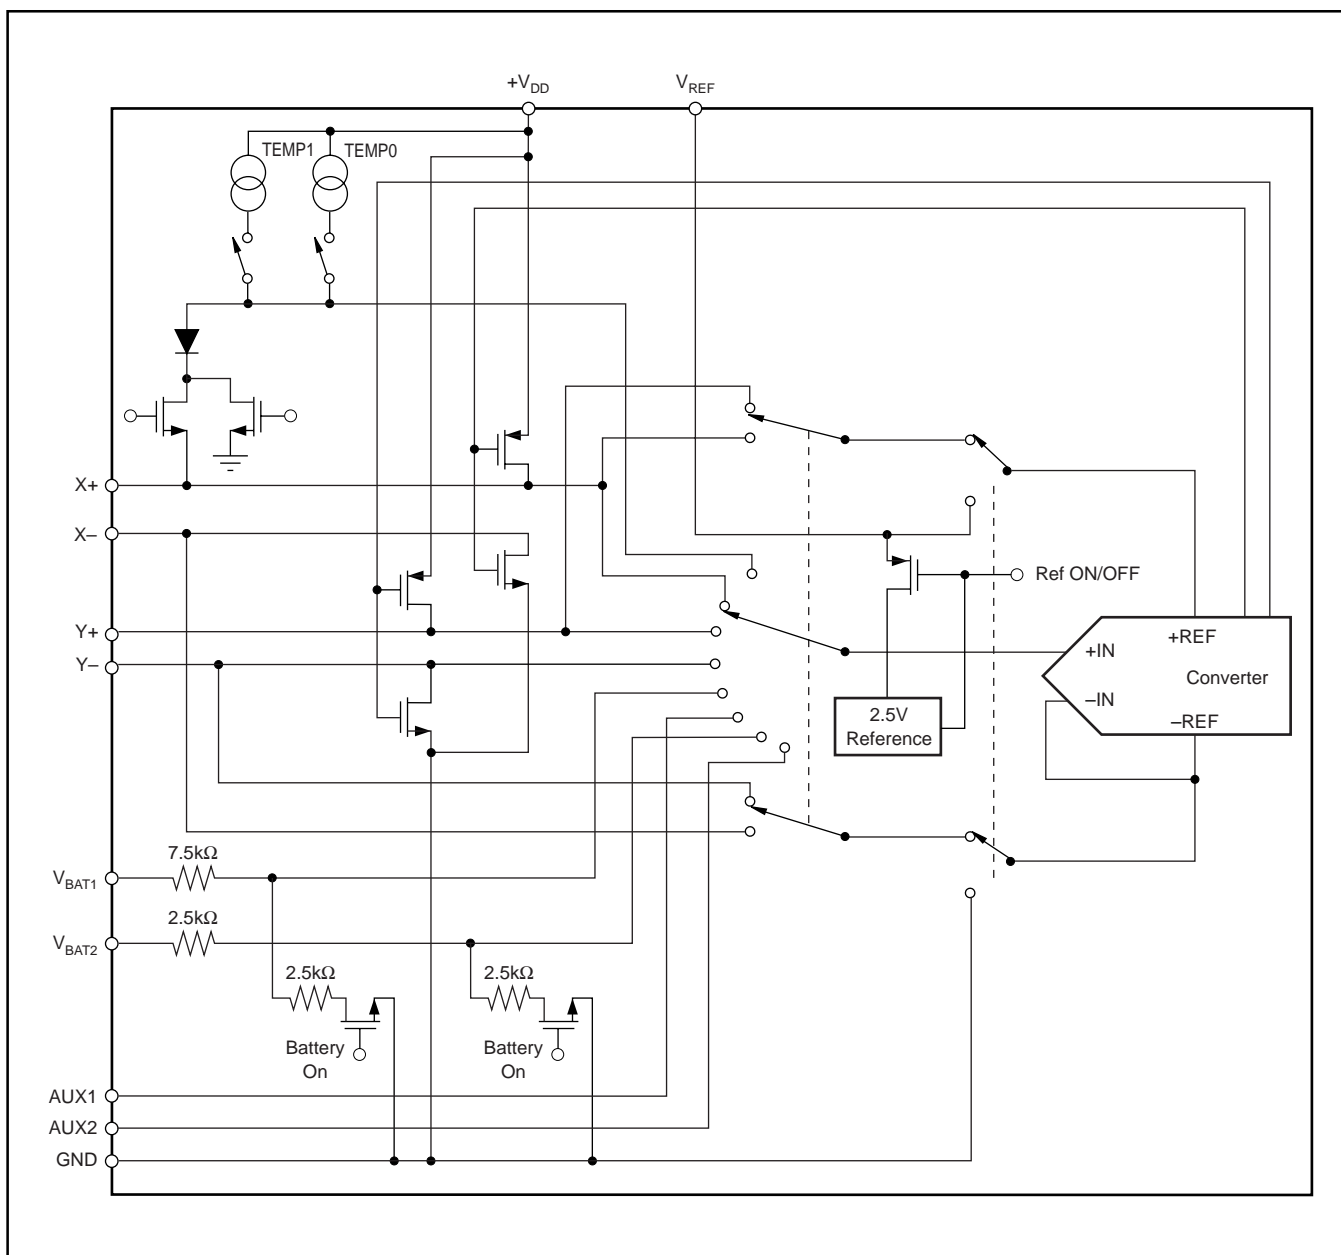 +VDD
VREF
TEMP1
TEMP0
X+
X–
Y+
Y–
Ref ON/OFF
+REF
+IN
Converter
–IN
–REF
2.5V
Reference
7.5kΩ
VBAT1
2.5kΩ
VBAT2
2.5kΩ
2.5kΩ
Battery
On
Battery
On
AUX1
AUX2
GND